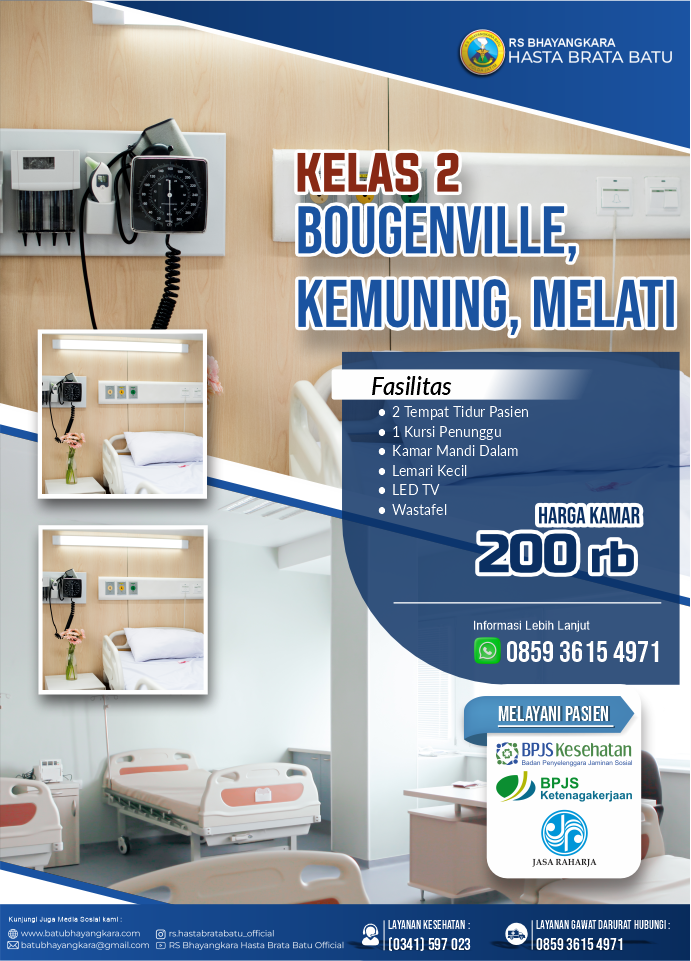 RS BHAYANGKARA
HASTA BRATA BATU
KELAS 2
BOUGENVILLE,
KEMUNING, MELATI
Fasilitas
• 2 Tempat Tidur Pasien
• 1 Kursi Penunggu
• Kamar Mandi Dalam
• Lemari Kecil
• LED TV
• Wastafel
HARGA KAMAR
200 rb
Informasi Lebih Lanjut
0859 3615 4971
MELAYANI PASIEN
BPJS Kesehatan
Badan Penyelenggara Jaminan Sosial
BPJS
Ketenagakerjaan
JASA RAHARJA
Kunjungi Juga Media Sosial kami :
www.batubhayangkara.com
rs.hastabratabatu_official
batubhayangkara@gmail.com
RS Bhayangkara Hasta Brata Batu Official
LAYANAN KESEHATAN :
(0341) 597 023
LAYANAN GAWAT DARURAT HUBUNGI :
0859 3615 4971